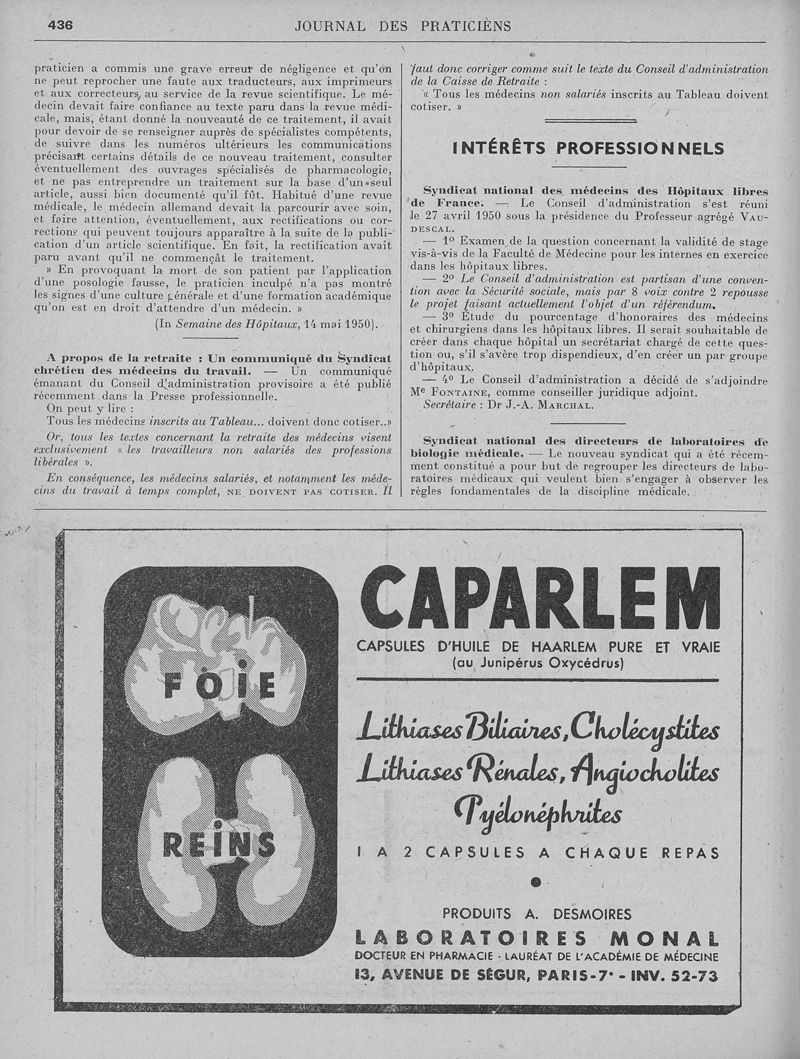 436
JOURNAL DES PRATICIENS
praticien a commis une grave erreur de négligence et qu'on
ne peut reprocher une faute aux traducteurs, aux imprimeurs
et aux correcteurs, au service de la revue scientifique. Le mé-
decin devait faire confiance au texte paru dans la revue médi-
cale, mais, étant donné la nouveauté de ce traitement, il avait
pour devoir de se renseigner auprès de spécialistes compétents,
de suivre dans les numéros ultérieurs les communications
précisant certains détails de ce nouveau traitement, consulter
éventuellement des ouvrages spécialisés de pharmacologie,
et ne pas entreprendre un traitement sur la base d'un seul
article, aussi bien documenté qu'il fût. Habitué d'une revue
médicale, le médecin allemand devait la parcourir avec soin,
et faire attention, éventuellement, aux rectifications ou cor-
rections qui peuvent toujours apparaître à la suite de la publi-
cation d'un article scientifique. En fait, la rectification avait
paru avant qu'il ne commençât le traitement.
» En provoquant la mort de son patient par l'application
d'une posologie fausse, le praticien inculpé n'a pas montré
les signes d'une culture générale et d'une formation académique
qu'on est en droit d'attendre d'un médecin. »
(In Semaine des Hôpitaux, 14 mai 1950).
A propos de la retraite : Un communiqué du Syndicat
chrétien des médecins du travail. — Un communiqué
émanant du Conseil d'administration provisoire a été publié
récemment dans la Presse professionnelle.
On peut y lire :
Tous les médecins inscrits au Tableau... doivent donc cotiser..»
Or, tous les textes concernant la retraite des médecins visent
exclusivement « les travailleurs non salariés des professions
libérales ».
En conséquence, les médecins salariés, et notamment les méde-
cins du travail à temps complet, NE DOIVENT PAS COTISER. Il
faut donc corriger comme suit le texte du Conseil d'administration
de la Caisse de Retraite :
« Tous les médecins non salariés inscrits au Tableau doivent
cotiser. »
INTÉRÊTS PROFESSIONNELS
Syndicat national des médecins des Hôpitaux libres
de France. — Le Conseil d'administration s'est réuni
le 27 avril 1950 sous la présidence du Professeur agrégé VAU-
DESCAL.
— 1º Examen de la question concernant la validité de stage
vis-à-vis de la Faculté de Médecine pour les internes en exercice
dans les hôpitaux libres.
— 2º Le Conseil d'administration est partisan d'une conven-
tion avec la Sécurité sociale, mais par 8 voix contre 2 repousse
le projet faisant actuellement l'objet d'un référendum.
— 3º Étude du pourcentage d'honoraires des médecins
et chirurgiens dans les hôpitaux libres. Il serait souhaitable de
créer dans chaque hôpital un secrétariat chargé de cette ques-
tion ou, s'il s'avère trop dispendieux, d'en créer un par groupe
d'hôpitaux.
— 4º Le Conseil d'administration a décidé de s'adjoindre
Me FONTAINE, comme conseiller juridique adjoint.
Secrétaire : Dr J.-A. MARCHAL.
Syndicat national des directeurs de laboratoires de
biologie médicale. — Le nouveau syndicat qui a été récem-
ment constitué a pour but de regrouper les directeurs de labo-
ratoires médicaux qui veulent bien s'engager à observer les
règles fondamentales de la discipline médicale.
FOIE
REINS
CAPARLEM
CAPSULES D'HUILE DE HAARLEM PURE ET VRAIE
(au Junipérus Oxycédrus)
Lithiases Biliaires, Cholécystites
Lithiases Rénales, Angiocholites
Pyélonéphrites
1 A 2 CAPSULES A CHAQUE REPAS
PRODUITS A. DESMOIRES
LABORATOIRES MONAL
DOCTEUR EN PHARMACIE - LAURÉAT DE L'ACADÉMIE DE MÉDECINE
13, AVENUE DE SÉGUR, PARIS-7e - INV. 52-73